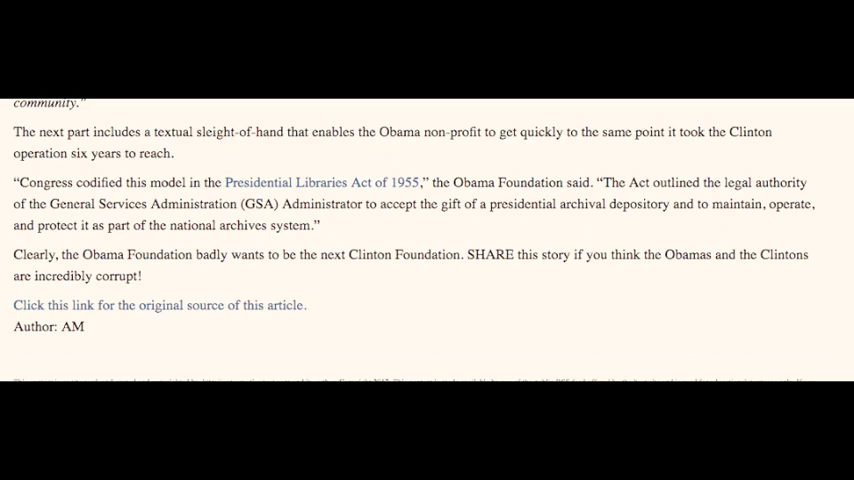 community."
The next part includes a textual sleight-of-hand that enables the Obama non-profit to get quickly to the same point it took the Clinton
operation six years to reach.
“Congress codified this model in the Presidential Libraries Act of 1955,” the Obama Foundation said. “The Act outlined the legal authority
of the General Services Administration (GSA) Administrator to accept the gift of a presidential archival depository and to maintain, operate,
and protect it as part of the national archives system.”
Clearly, the Obama Foundation badly wants to be the next Clinton Foundation. SHARE this story if you think the Obamas and the Clintons
are incredibly corrupt!
Click this link for the original source of this article.
Author: AM